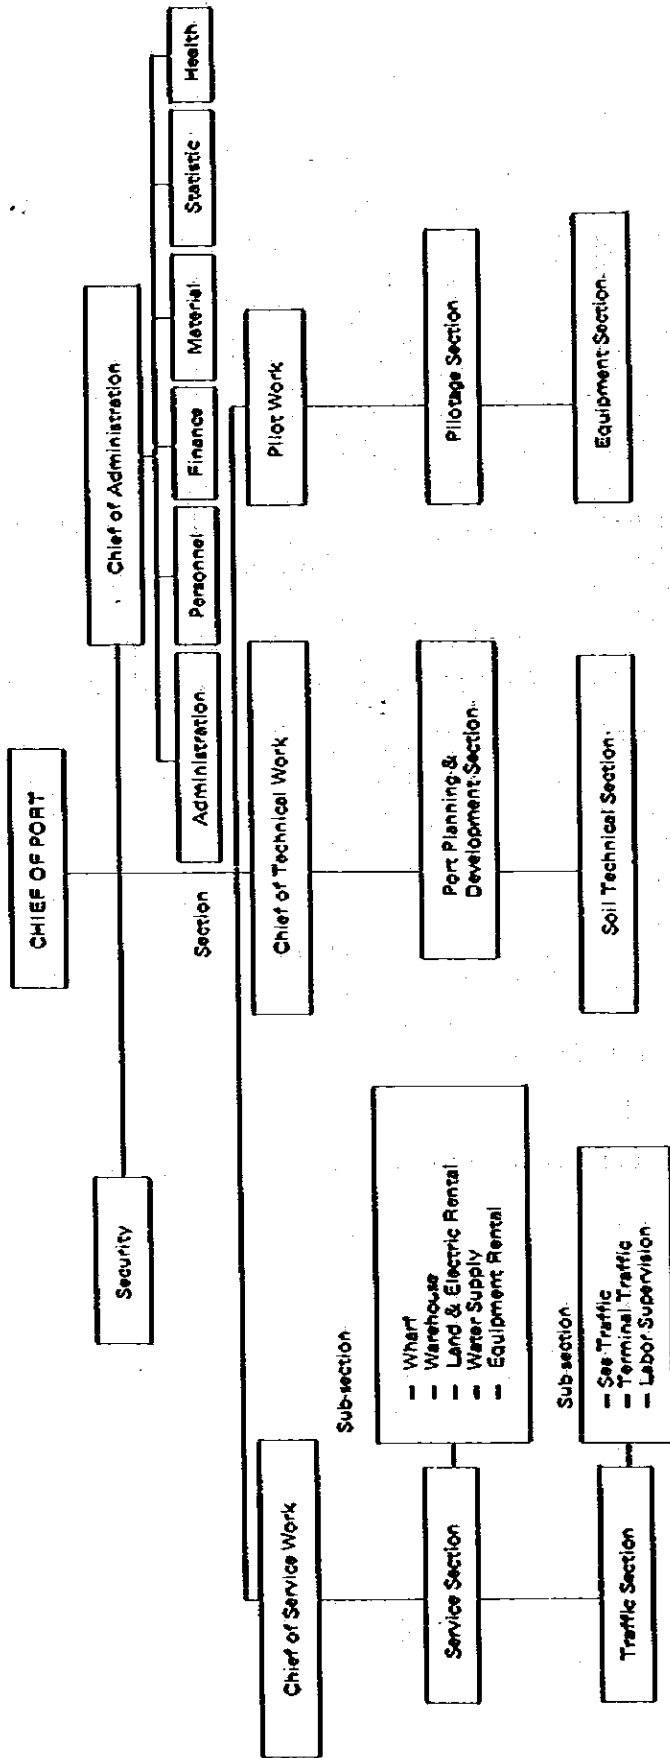 CHIEF OF PORT
Security
Chief of Administration
Section
Administration
Personnel
Finance
Material
Statistic
Health
Chief of Service Work
Chief of Technical Work
Pilot Work
Sub-section
Service Section
— Wharf
— Warehouse
— Land & Electric Rental
— Water Supply
— Equipment Rental
Port Planning &
Development Section
Pilotage Section
Sub-section
Traffic Section
— Sea Traffic
— Terminal Traffic
— Labor Supervision
Soil Technical Section
Equipment Section